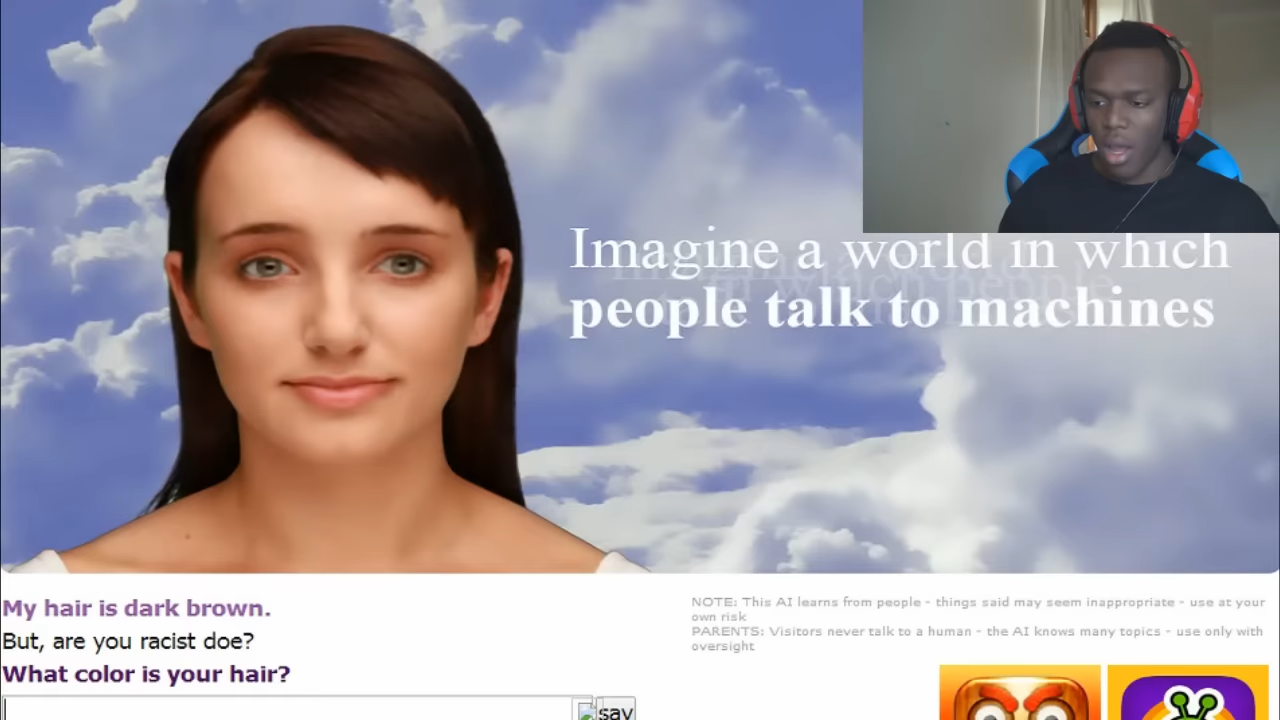 Imagine a world in which
people talk to machines
My hair is dark brown.
But, are you racist doe?
What color is your hair?
say
NOTE: This AI learns from people - things said may seem inappropriate - use at your
own risk
PARENTS: Visitors never talk to a human - the AI knows many topics - use only with
oversight